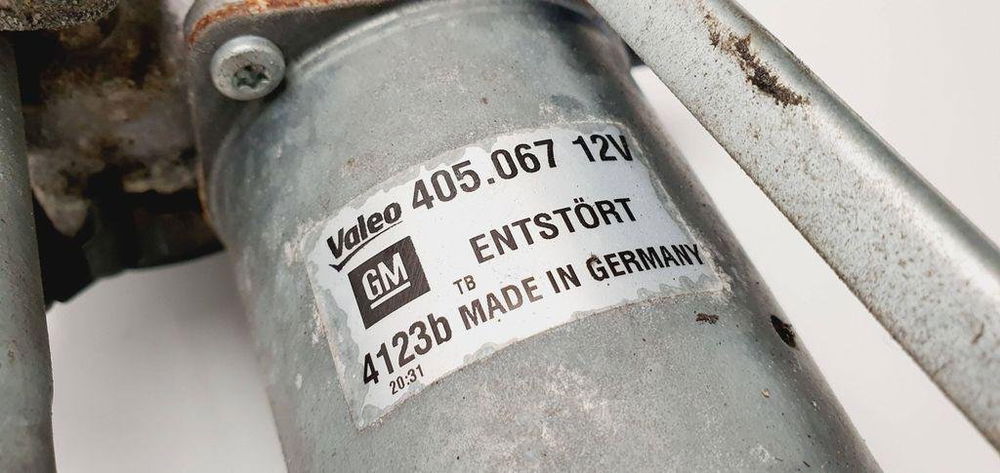 Valeo 405.067 12V
GM ENTSTÖRT
TB MADE IN GERMANY
4123b
20:31